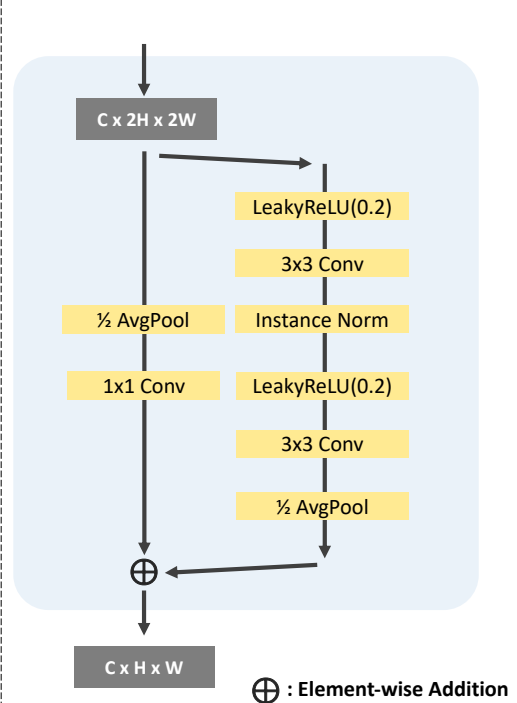 C x 2H x 2W
LeakyReLU(0.2)
3x3 Conv
½ AvgPool
Instance Norm
1x1 Conv
LeakyReLU(0.2)
3x3 Conv
½ AvgPool
C x H x W
⊕ : Element-wise Addition